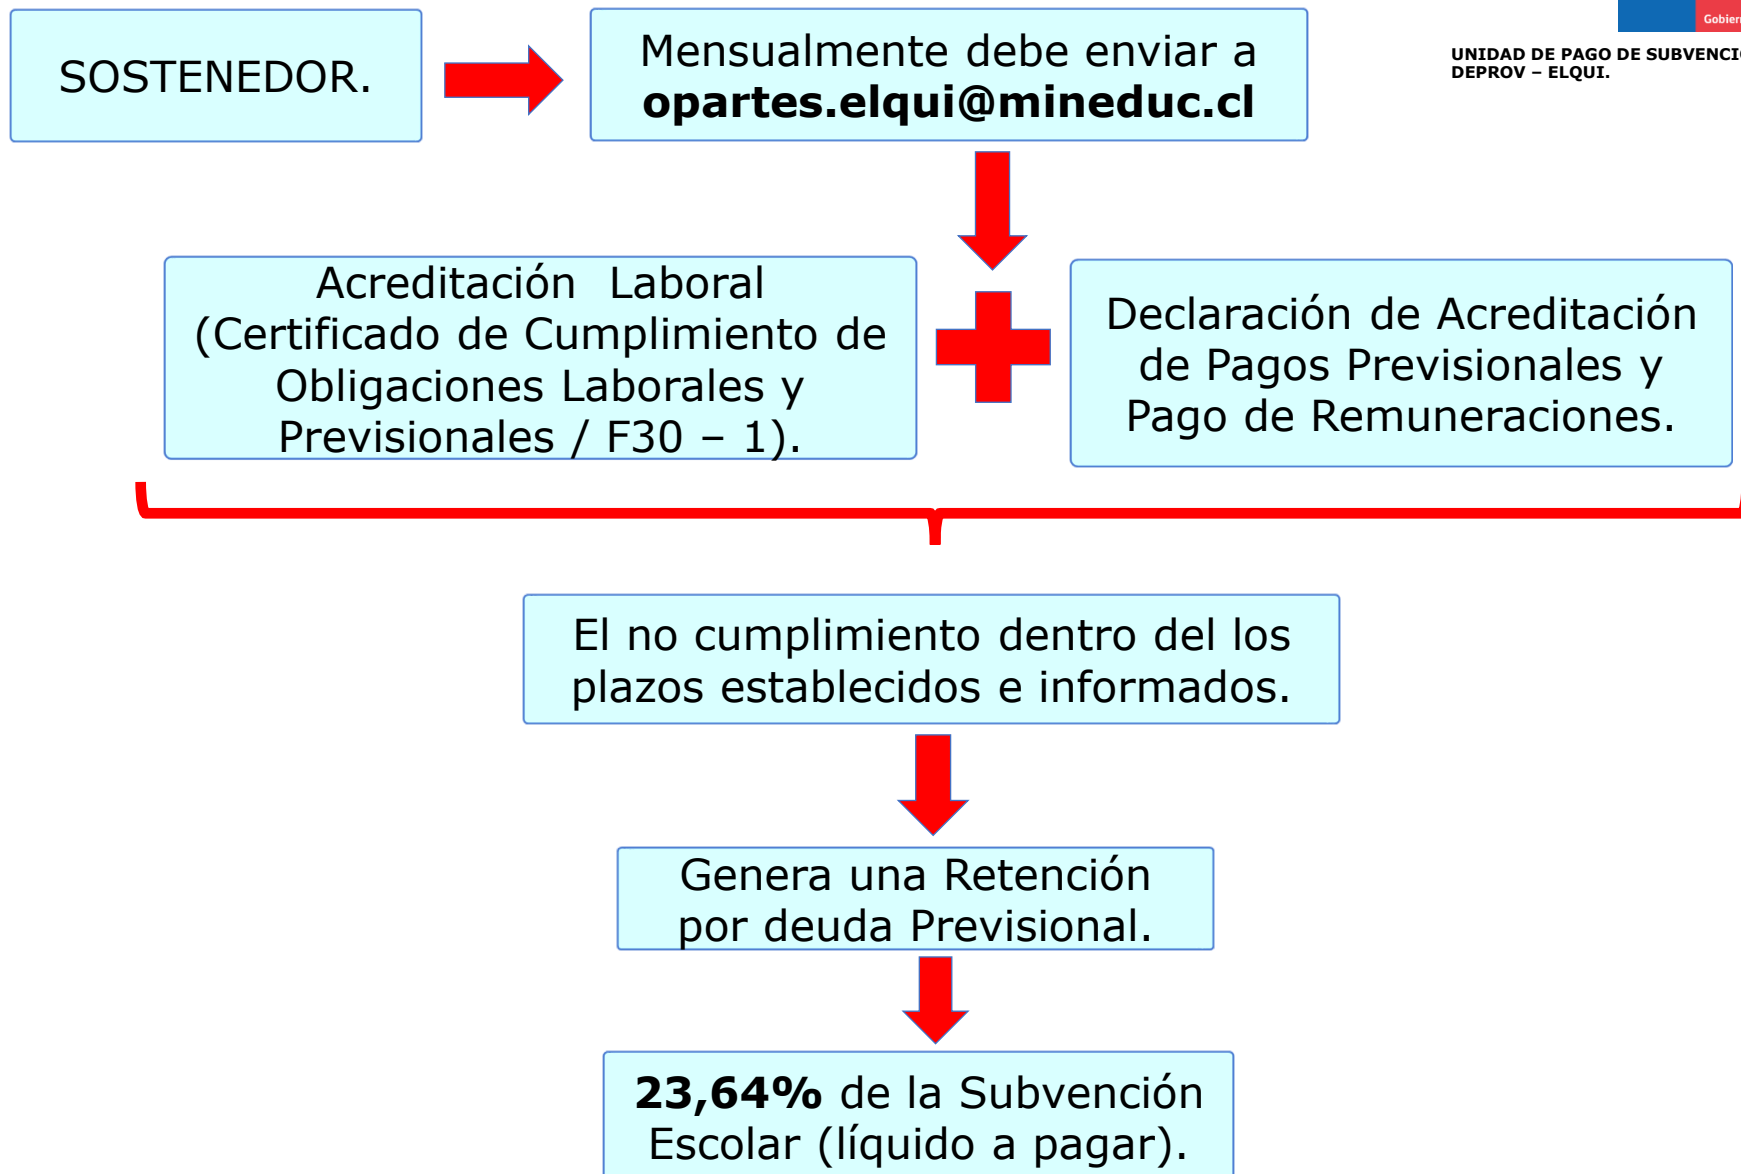 SOSTENEDOR.
Mensualmente debe enviar a
opartes.elqui@mineduc.cl
UNIDAD DE PAGO DE
DEPROV – ELQUI.
Acreditación Laboral
(Certificado de Cumplimiento de
Obligaciones Laborales y
Previsionales / F30 – 1).
Declaración de Acreditación
de Pagos Previsionales y
Pago de Remuneraciones.
El no cumplimiento dentro del los
plazos establecidos e informados.
Genera una Retención
por deuda Previsional.
23,64% de la Subvención
Escolar (líquido a pagar).